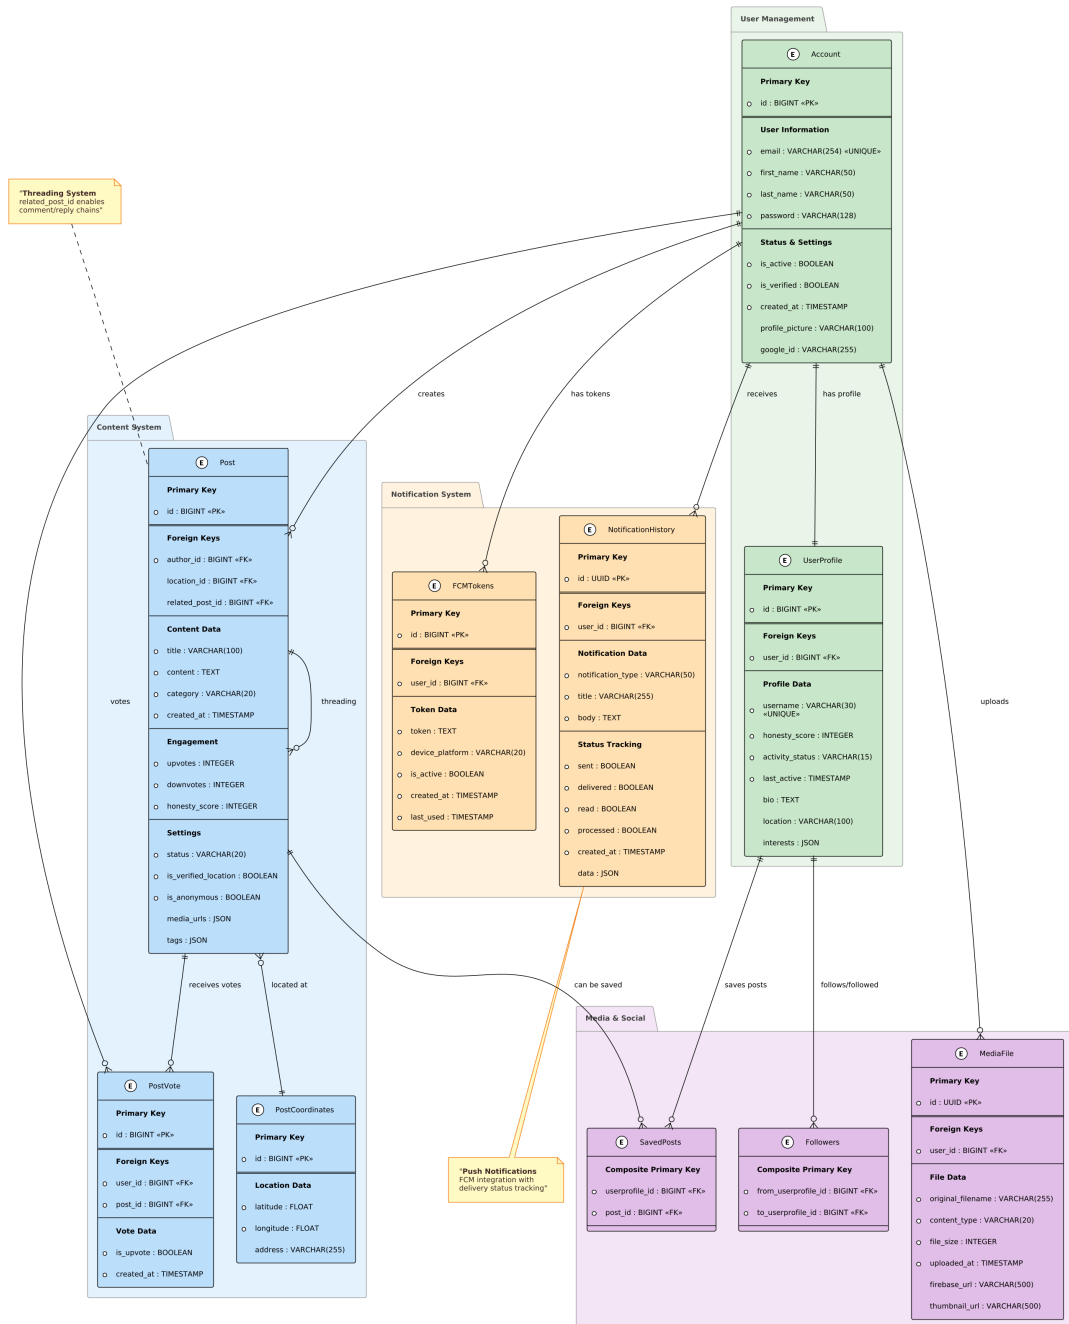 User Management
E Account
Primary Key
id : BIGINT «PK»
User Information
email : VARCHAR(254) «UNIQUE»
first_name : VARCHAR(50)
last_name : VARCHAR(50)
password : VARCHAR(128)
Status & Settings
is_active : BOOLEAN
is_verified : BOOLEAN
created_at : TIMESTAMP
profile_picture : VARCHAR(100)
google_id : VARCHAR(255)
"Threading System
related_post_id enables
comment/reply chains"
creates
has tokens
receives
has profile
Content System
E Post
Primary Key
id : BIGINT «PK»
Foreign Keys
author_id : BIGINT «FK»
location_id : BIGINT «FK»
related_post_id : BIGINT «FK»
Content Data
title : VARCHAR(100)
content : TEXT
category : VARCHAR(20)
created_at : TIMESTAMP
Engagement
upvotes : INTEGER
downvotes : INTEGER
honesty_score : INTEGER
Settings
status : VARCHAR(20)
is_verified_location : BOOLEAN
is_anonymous : BOOLEAN
media_urls : JSON
tags : JSON
votes
threading
Notification System
E FCMTokens
Primary Key
id : BIGINT «PK»
Foreign Keys
user_id : BIGINT «FK»
Token Data
token : TEXT
device_platform : VARCHAR(20)
is_active : BOOLEAN
created_at : TIMESTAMP
last_used : TIMESTAMP
E NotificationHistory
Primary Key
id : UUID «PK»
Foreign Keys
user_id : BIGINT «FK»
Notification Data
notification_type : VARCHAR(50)
title : VARCHAR(255)
body : TEXT
Status Tracking
sent : BOOLEAN
delivered : BOOLEAN
read : BOOLEAN
processed : BOOLEAN
created_at : TIMESTAMP
data : JSON
E UserProfile
Primary Key
id : BIGINT «PK»
Foreign Key
user_id : BIGINT «FK»
Profile Data
username : VARCHAR(30)
«UNIQUE»
honesty_score : INTEGER
activity_status : VARCHAR(15)
last_active : TIMESTAMP
bio : TEXT
location : VARCHAR(100)
interests : JSON
uploads
receives votes
located at
can be saved
saves posts
follows/followed
E PostVote
Primary Key
id : BIGINT «PK»
Foreign Keys
user_id : BIGINT «FK»
post_id : BIGINT «FK»
Vote Data
is_upvote : BOOLEAN
created_at : TIMESTAMP
E PostCoordinates
Primary Key
id : BIGINT «PK»
Location Data
latitude : FLOAT
longitude : FLOAT
address : VARCHAR(255)
"Push Notifications
FCM integration with
delivery status tracking"
Media & Social
E SavedPosts
Composite Primary Key
userprofile_id : BIGINT «FK»
post_id : BIGINT «FK»
E Followers
Composite Primary Key
from_userprofile_id : BIGINT «FK»
to_userprofile_id : BIGINT «FK»
E MediaFile
Primary Key
id : UUID «PK»
Foreign Keys
user_id : BIGINT «FK»
File Data
original_filename : VARCHAR(255)
content_type : VARCHAR(20)
file_size : INTEGER
uploaded_at : TIMESTAMP
firebase_url : VARCHAR(500)
thumbnail_url : VARCHAR(500)